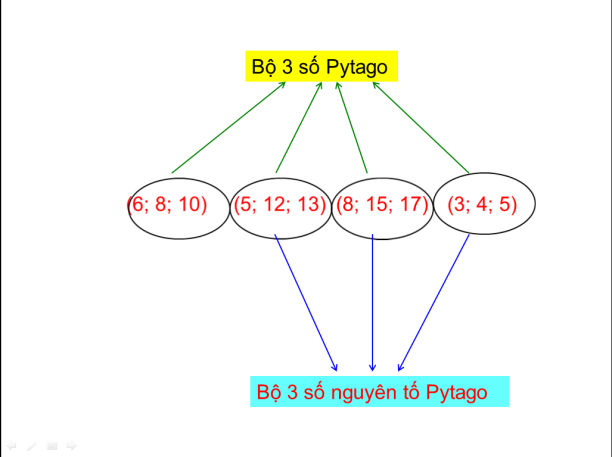 Bộ 3 số Pytago
(6; 8; 10) (5; 12; 13) (8; 15; 17) (3; 4; 5)
Bộ 3 số nguyên tố Pytago